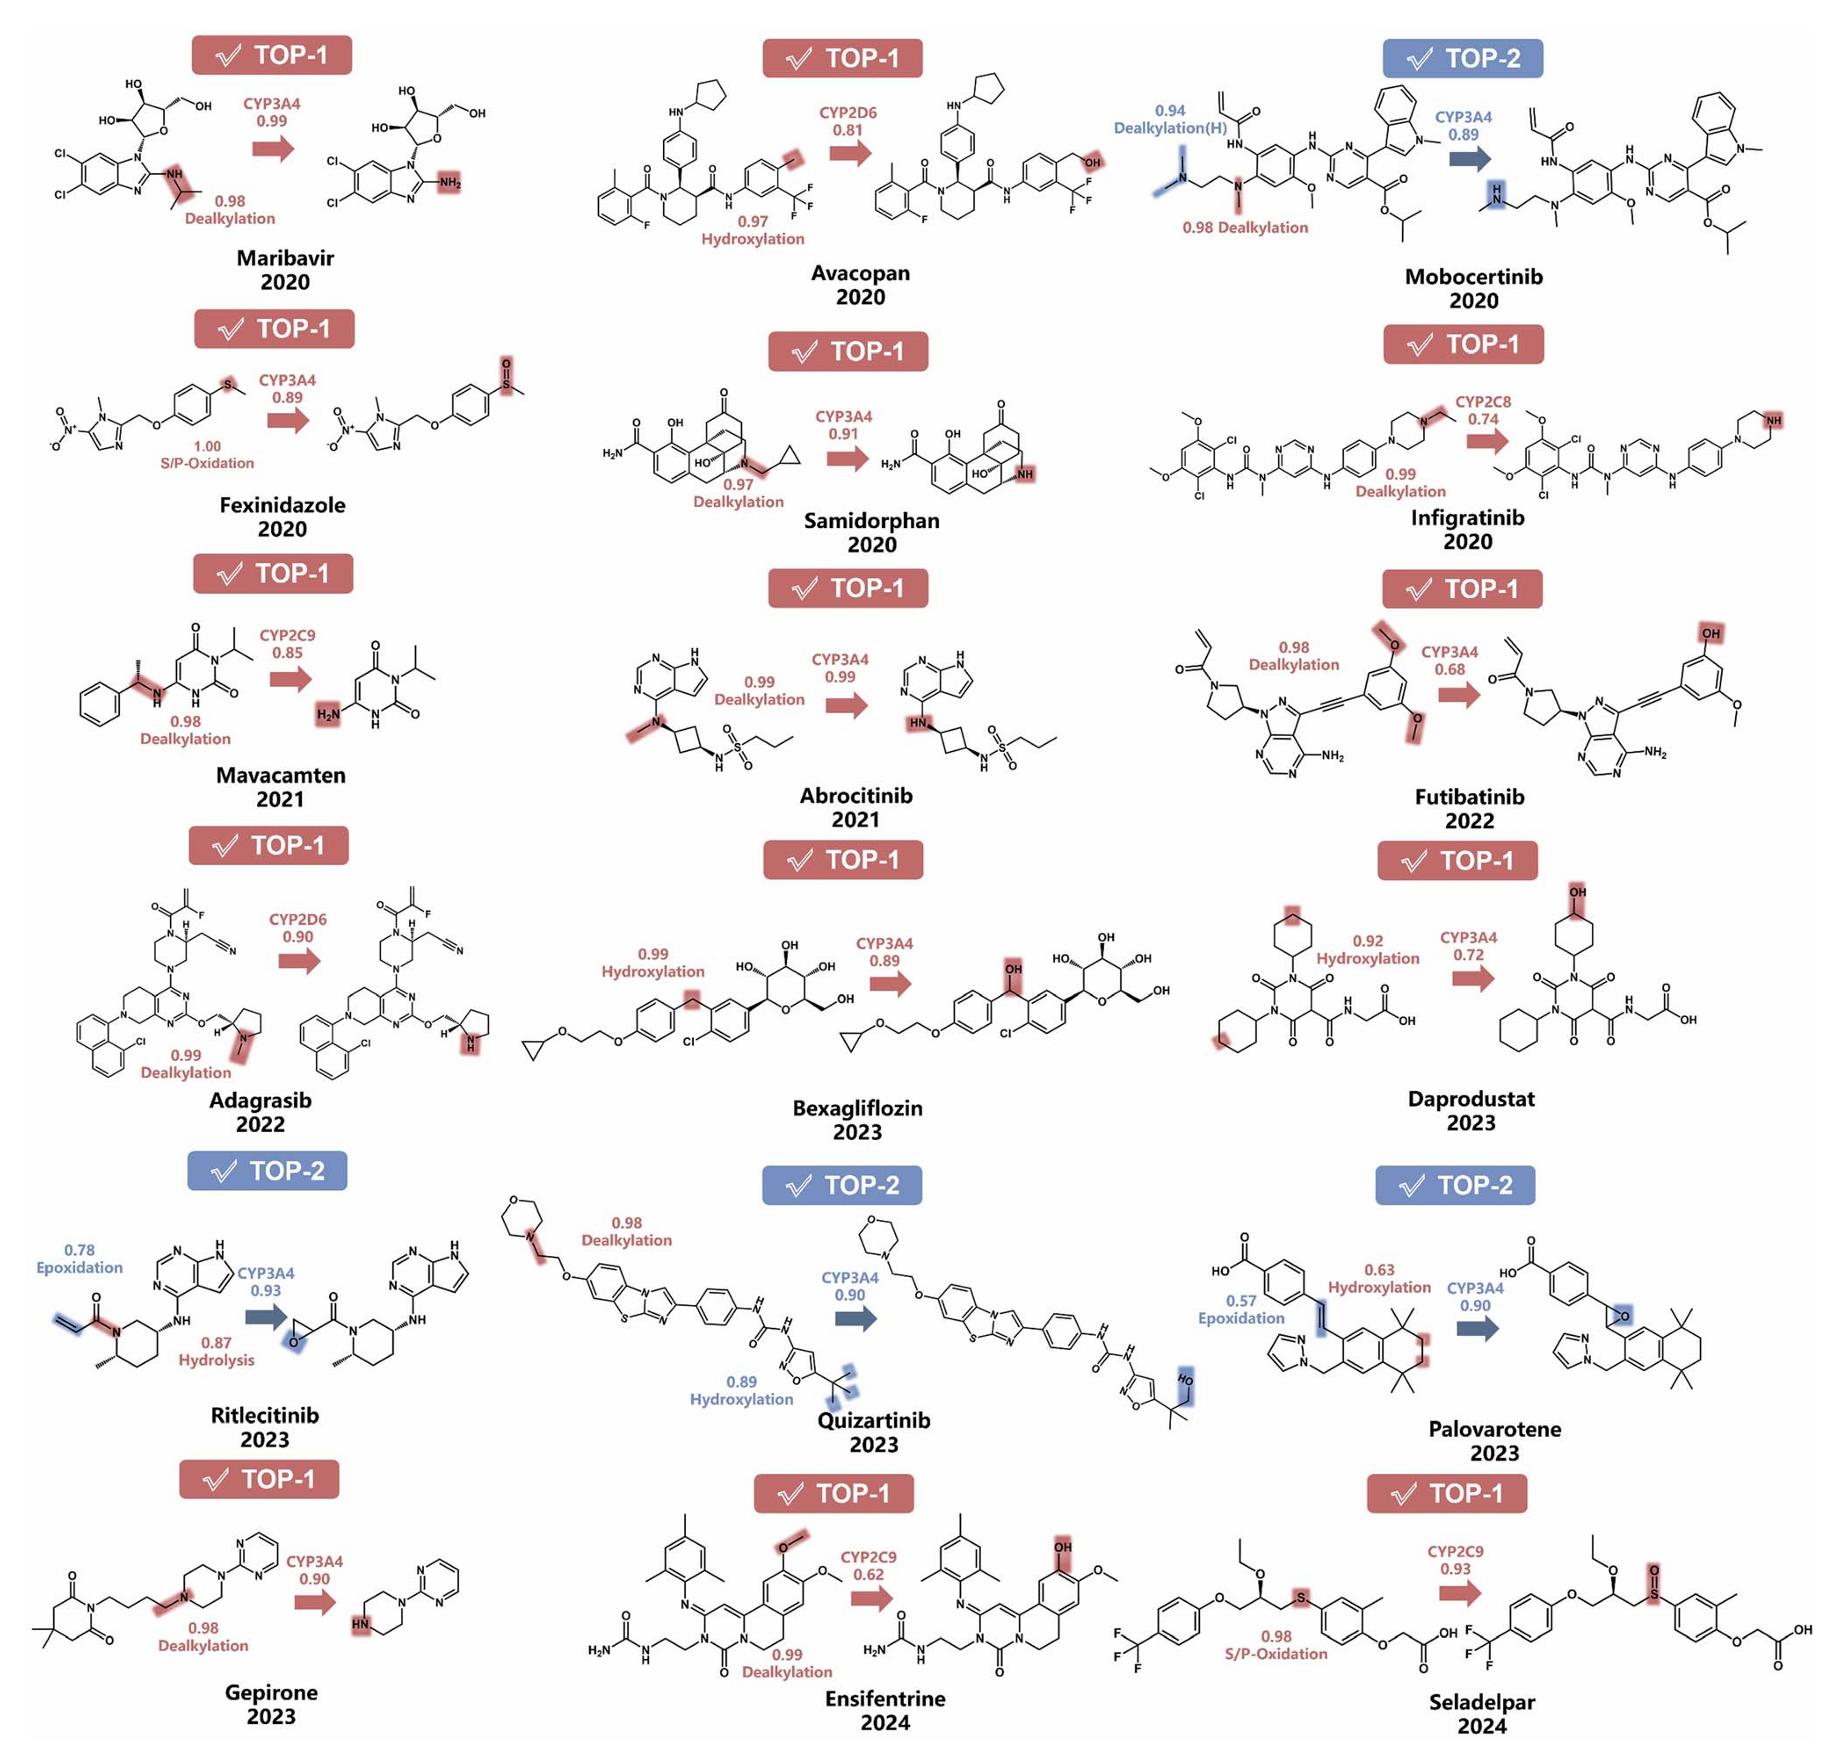 TOP-1
CYP3A4
0.99
0.98
Dealkylation
Maribavir
2020
TOP-1
CYP2D6
0.81
0.97
Hydroxylation
Avacopan
2020
TOP-2
0.94
Dealkylation(H)
CYP3A4
0.89
0.98 Dealkylation
Mobocertinib
2020
TOP-1
CYP3A4
0.89
1.00
S/P-Oxidation
Fexinidazole
2020
TOP-1
CYP3A4
0.91
0.97
Dealkylation
Samidorphan
2020
TOP-1
CYP2C8
0.74
0.99
Dealkylation
Infigratinib
2020
TOP-1
CYP2C9
0.85
0.98
Dealkylation
Mavacamten
2021
TOP-1
0.99
Dealkylation
CYP3A4
0.99
Abrocitinib
2021
TOP-1
0.98
Dealkylation
CYP3A4
0.68
Futibatinib
2022
TOP-1
CYP2D6
0.90
0.99
Dealkylation
Adagrasib
2022
TOP-1
0.99
Hydroxylation
CYP3A4
0.89
Bexagliflozin
2023
TOP-1
0.92
Hydroxylation
CYP3A4
0.72
Daprodustat
2023
TOP-2
0.78
Epoxidation
CYP3A4
0.93
0.87
Hydrolysis
Ritlecitinib
2023
TOP-2
0.98
Dealkylation
CYP3A4
0.90
0.89
Hydroxylation
Quizartinib
2023
TOP-2
0.63
Hydroxylation
0.57
Epoxidation
CYP3A4
0.90
Palovarotene
2023
TOP-1
CYP3A4
0.90
0.98
Dealkylation
Gepirone
2023
TOP-1
CYP2C9
0.62
0.99
Dealkylation
Ensifentrine
2024
TOP-1
CYP2C9
0.93
0.98
S/P-Oxidation
Seladelpar
2024